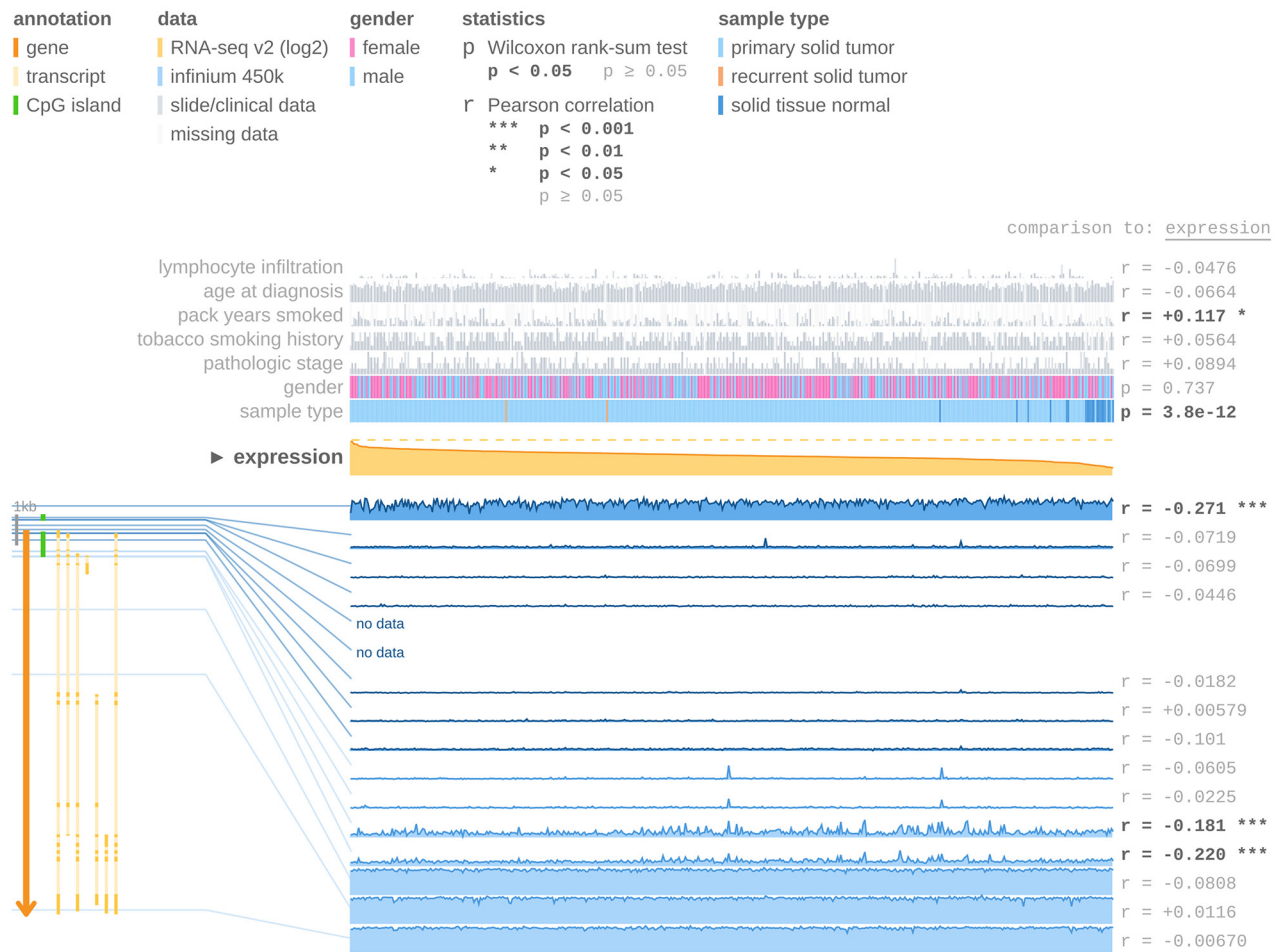 annotation
gene
transcript
CpG island
data
RNA-seq v2 (log2)
infinium 450k
slide/clinical data
missing data
gender
female
male
statistics
p Wilcoxon rank-sum test
p < 0.05 p ≥ 0.05
r Pearson correlation
*** p < 0.001
** p < 0.01
* p < 0.05
p ≥ 0.05
sample type
primary solid tumor
recurrent solid tumor
solid tissue normal
comparison to: expression
lymphocyte infiltration r = -0.0476
age at diagnosis r = -0.0664
pack years smoked r = +0.117 *
tobacco smoking history r = +0.0564
pathologic stage r = +0.0894
gender p = 0.737
sample type p = 3.8e-12
► expression
1kb
r = -0.271 ***
r = -0.0719
r = -0.0699
r = -0.0446
no data
no data
r = -0.0182
r = +0.00579
r = -0.101
r = -0.0605
r = -0.0225
r = -0.181 ***
r = -0.220 ***
r = -0.0808
r = +0.0116
r = -0.00670